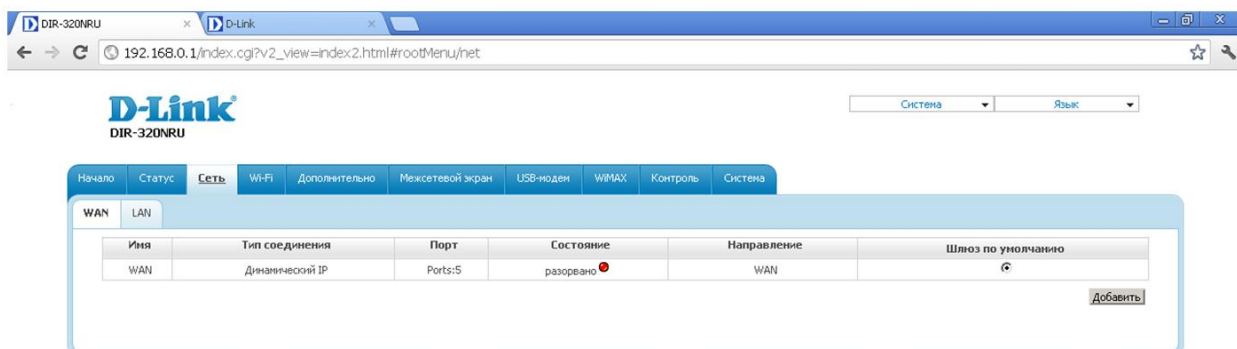 DIR-320NRU D-Link
192.168.0.1/index.cgi?v2_view=index2.html#rootMenu/net
D-Link
DIR-320NRU
Система Язык
Начало Статус Сеть Wi-Fi Дополнительно Межсетевой экран USB-модем WiMAX Контроль Система
WAN LAN
Имя Тип соединения Порт Состояние Направление Шлюз по умолчанию
WAN Динамический IP Ports:5 разорвано WAN
Добавить